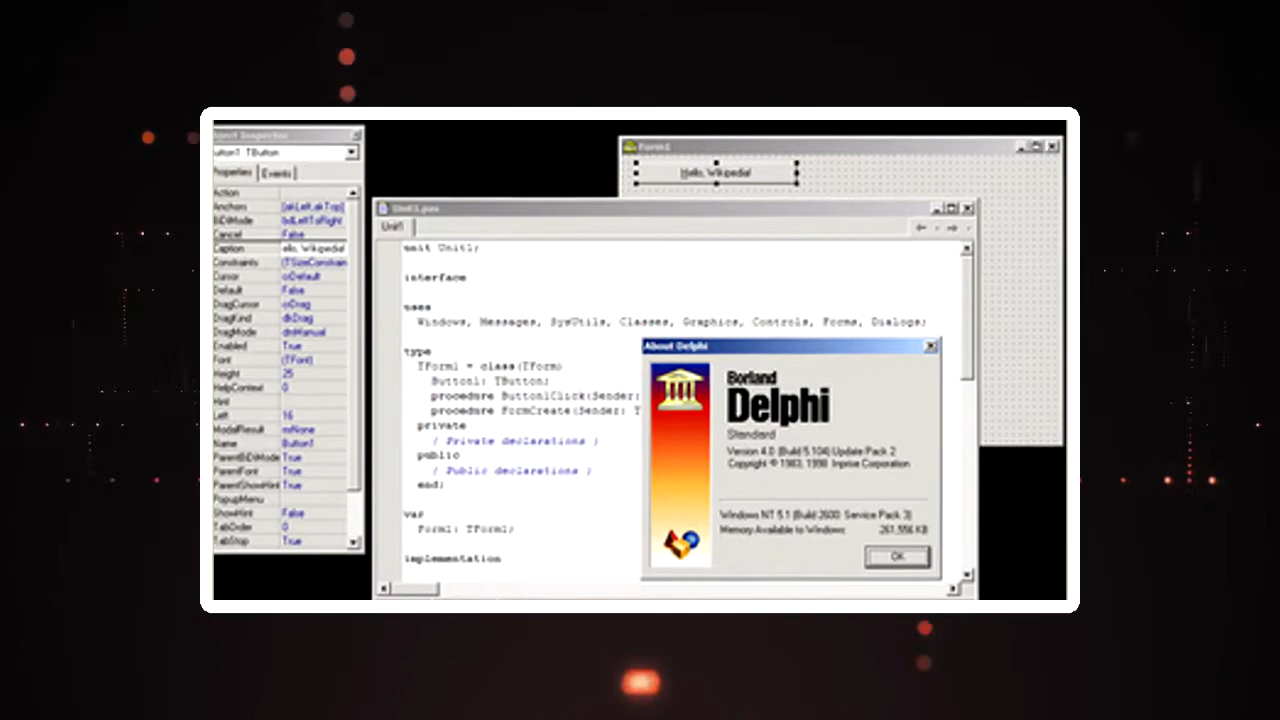 Object Inspector
Button1 TButton
Properties Events
Action
Anchors [akLeft,akTop]
BiDiMode bdLeftToRight
Cancel False
Caption ello, Wikipedia!
Constraints (TSizeConstrain
Cursor crDefault
Default False
DragCursor crDrag
DragKind dkDrag
DragMode dmManual
Enabled True
Font (TFont)
Height 25
HelpContext 0
Hint
Left 16
ModalResult mrNone
Name Button1
ParentBiDiMode True
ParentFont True
ParentShowHint True
PopupMenu
ShowHint False
TabOrder 0
TabStop True
Form1
Hello, Wikipedia!
Unit1.pas
Unit1
unit Unit1;
interface
uses
Windows, Messages, SysUtils, Classes, Graphics, Controls, Forms, Dialogs;
type
TForm1 = class(TForm)
Button1: TButton;
procedure Button1Click(Sender:
procedure FormCreate(Sender: T
private
{ Private declarations }
public
{ Public declarations }
end;
var
Form1: TForm1;
implementation
About Delphi
Borland
Delphi
Standard
Version 4.0 (Build 5.104) Update Pack 2
Copyright © 1983, 1998 Inprise Corporation
Windows NT 5.1 (Build 2600: Service Pack 3)
Memory Available to Windows: 261,556 KB
OK